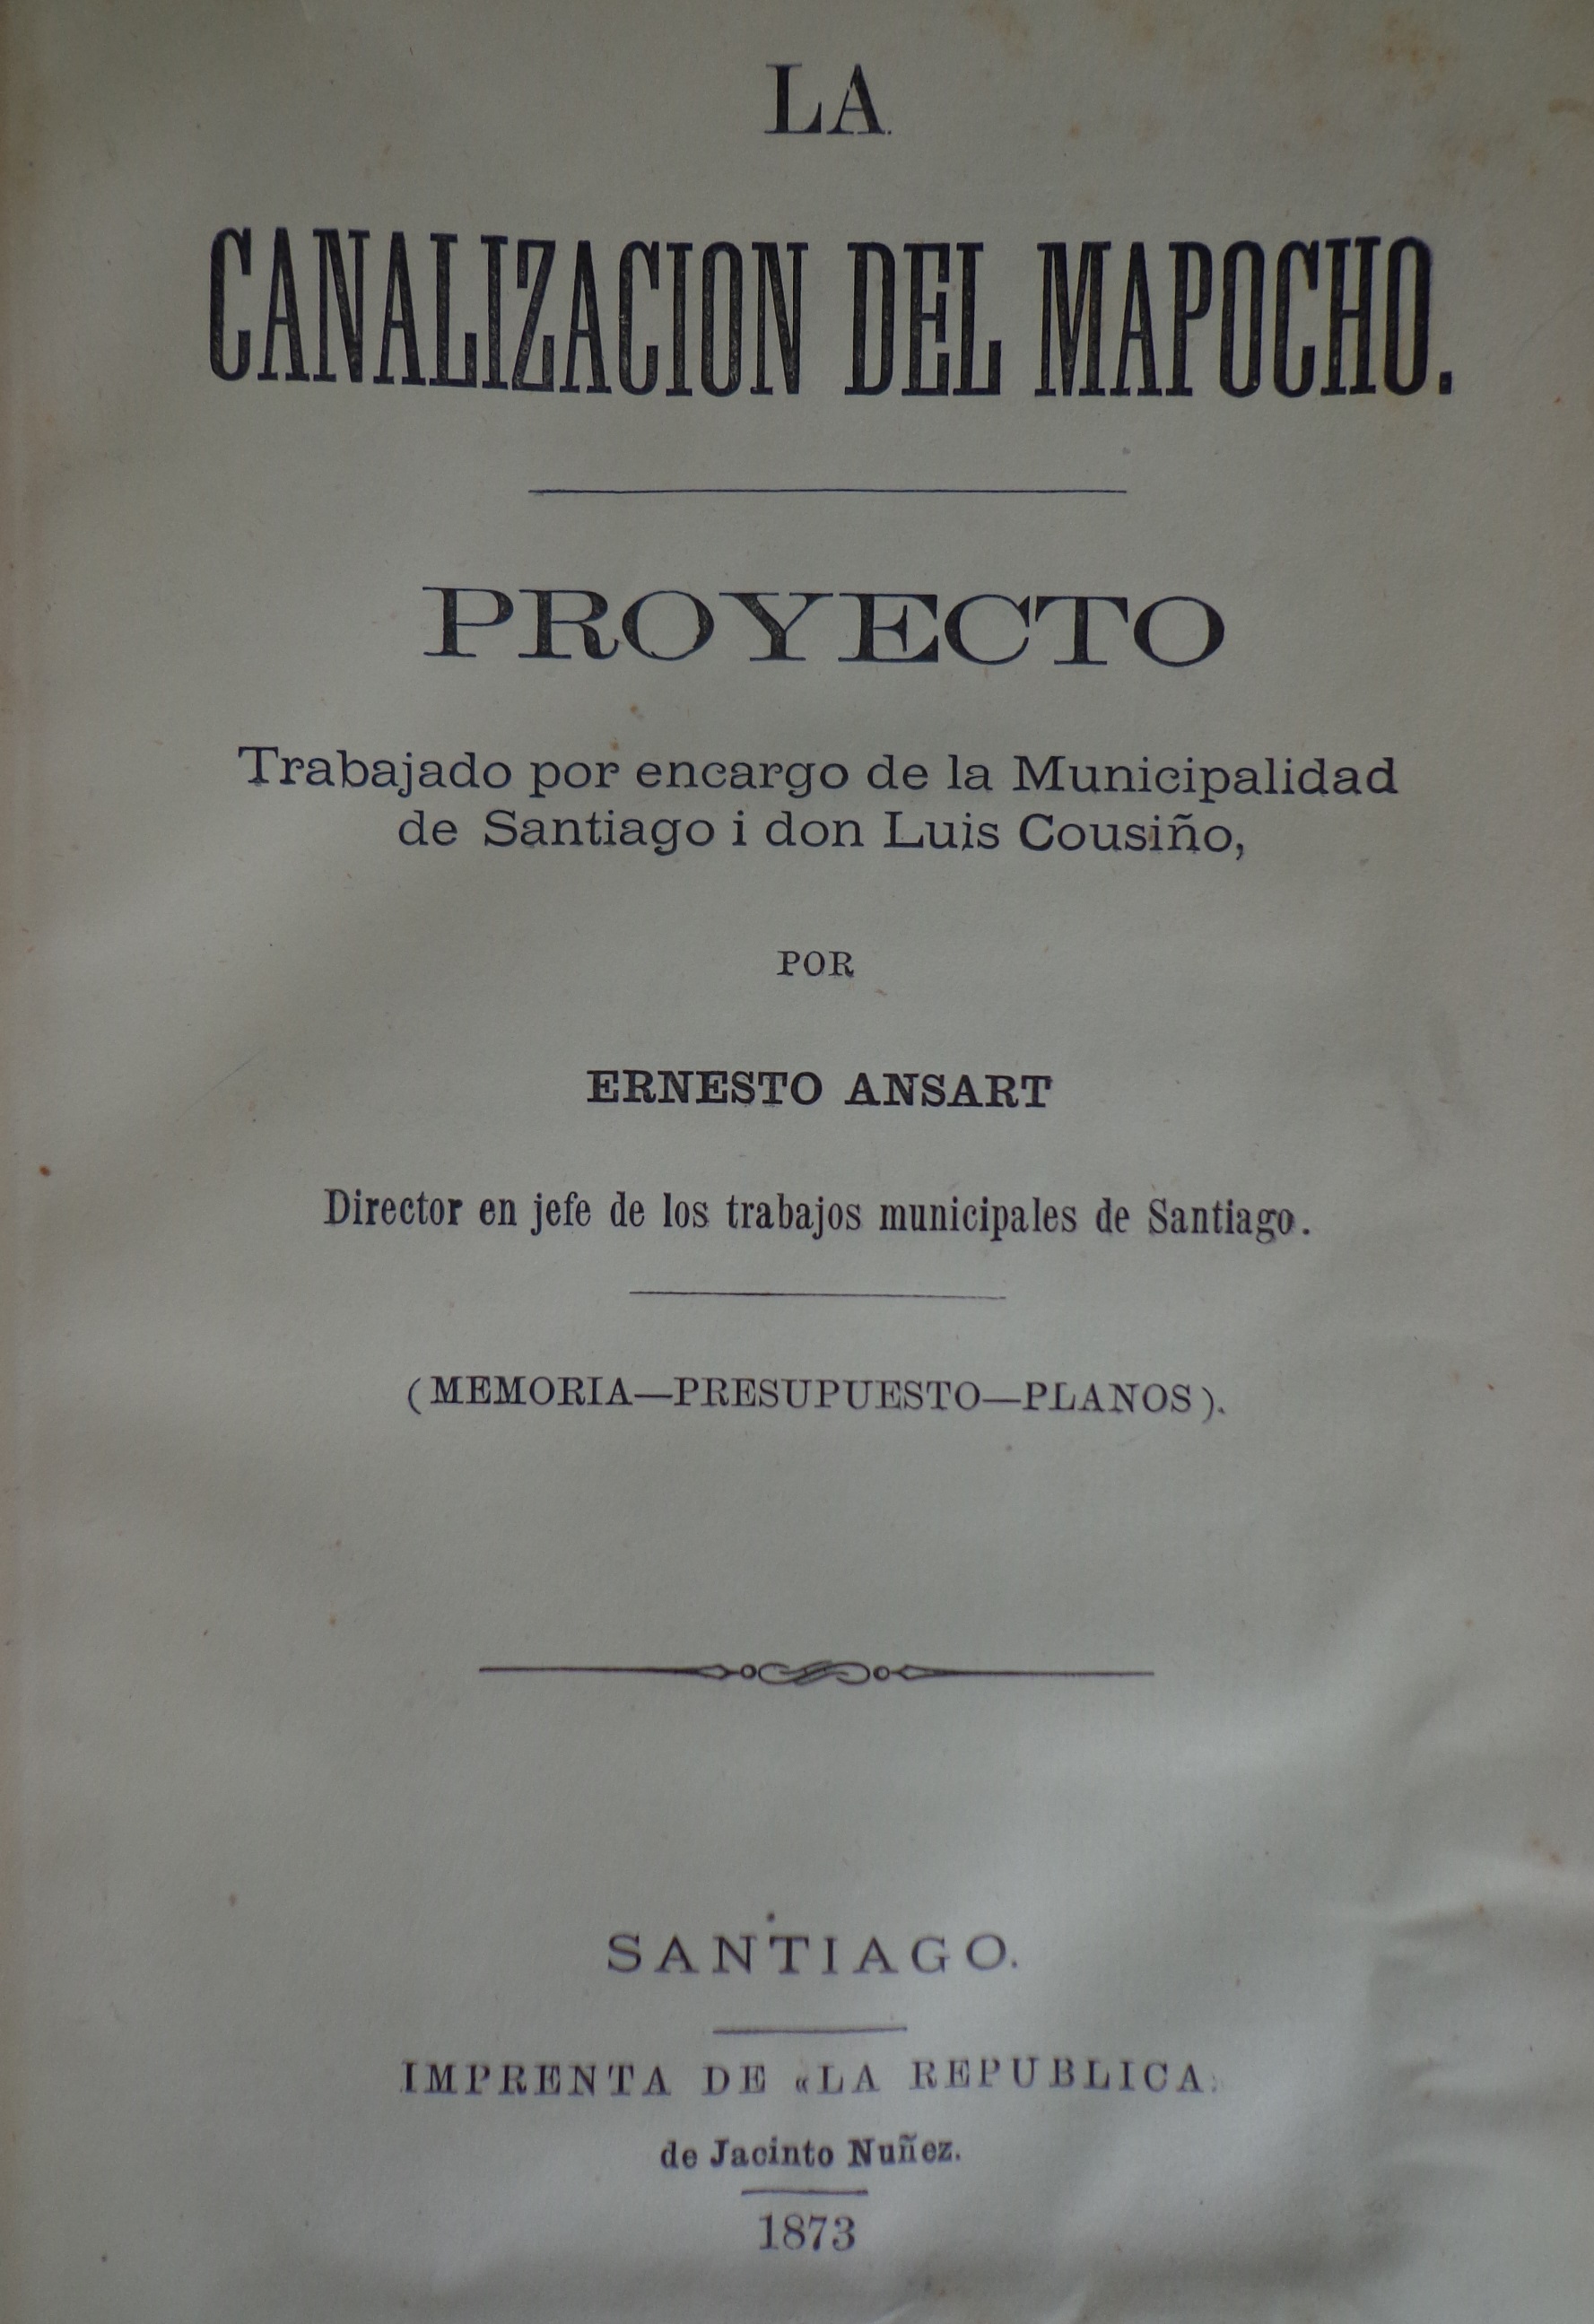 LA
CANALIZACION DEL MAPOCHO.
PROYECTO
Trabajado por encargo de la Municipalidad
de Santiago i don Luis Cousiño,
POR
ERNESTO ANSART
Director en jefe de los trabajos municipales de Santiago.
(MEMORIA—PRESUPUESTO—PLANOS).
SANTIAGO.
IMPRENTA DE «LA REPUBLICA»
de Jacinto Nuñez.
1873